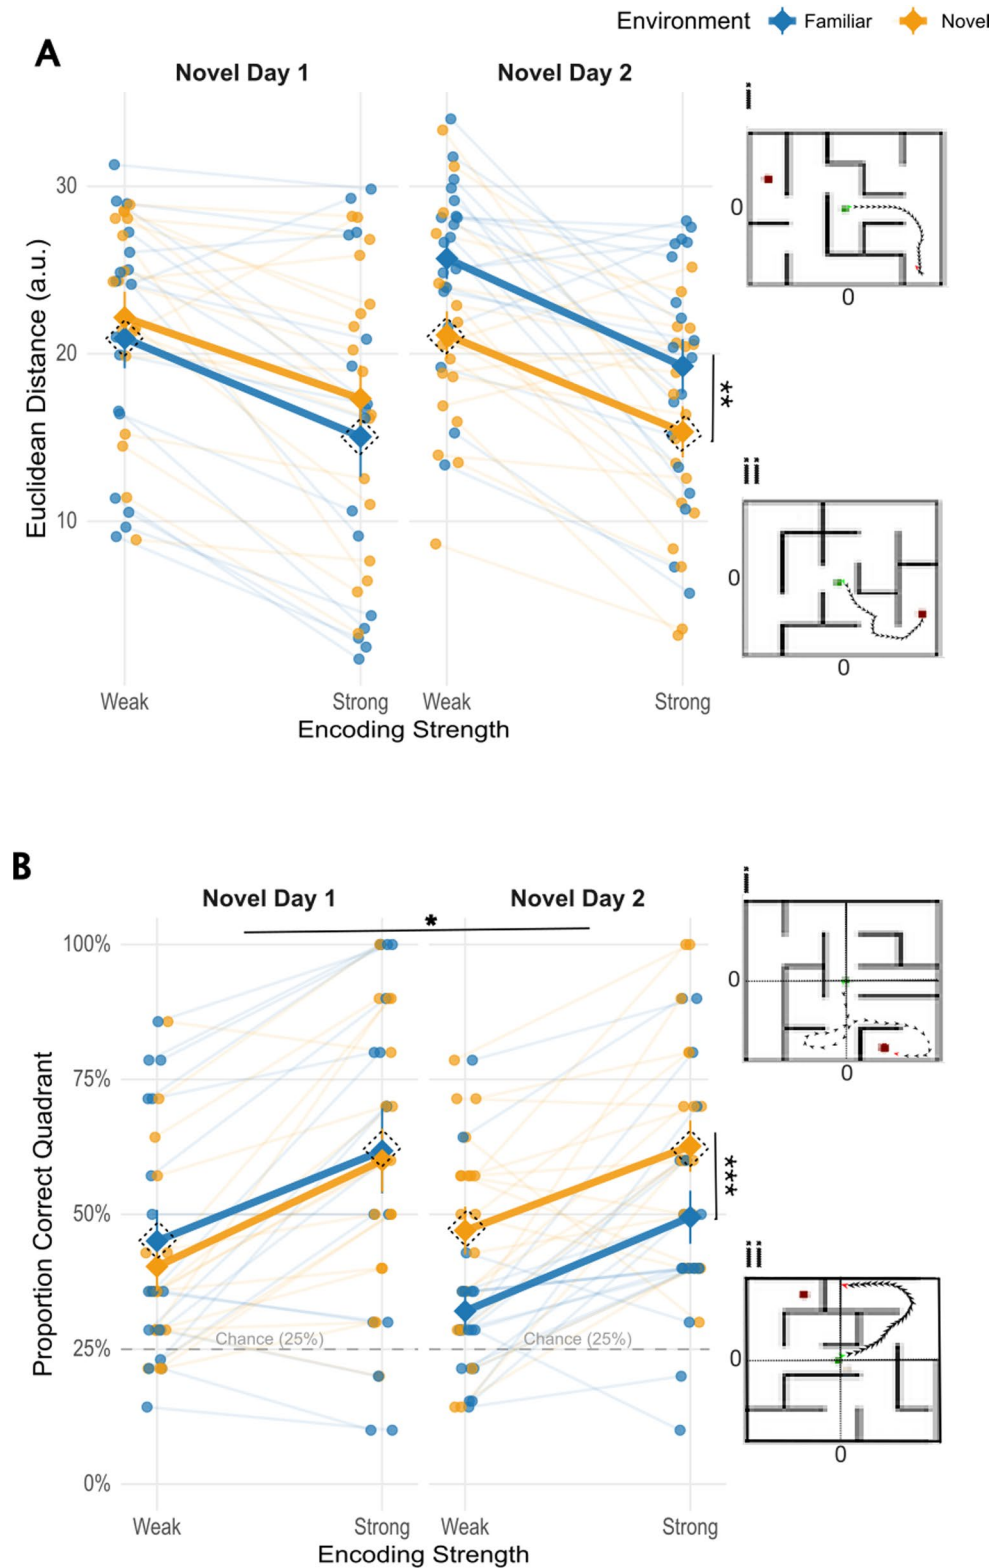 Environment Familiar Novel
A
Novel Day 1 Novel Day 2
i
30
20
10
Euclidean Distance (a.u.)
**
0
0
ii
0
0
Weak Strong Weak Strong
Encoding Strength
B
Novel Day 1 Novel Day 2
*
i
100%
75%
50%
25%
0%
Proportion Correct Quadrant
Chance (25%) Chance (25%)
***
0
0
ii
0
0
Weak Strong Weak Strong
Encoding Strength